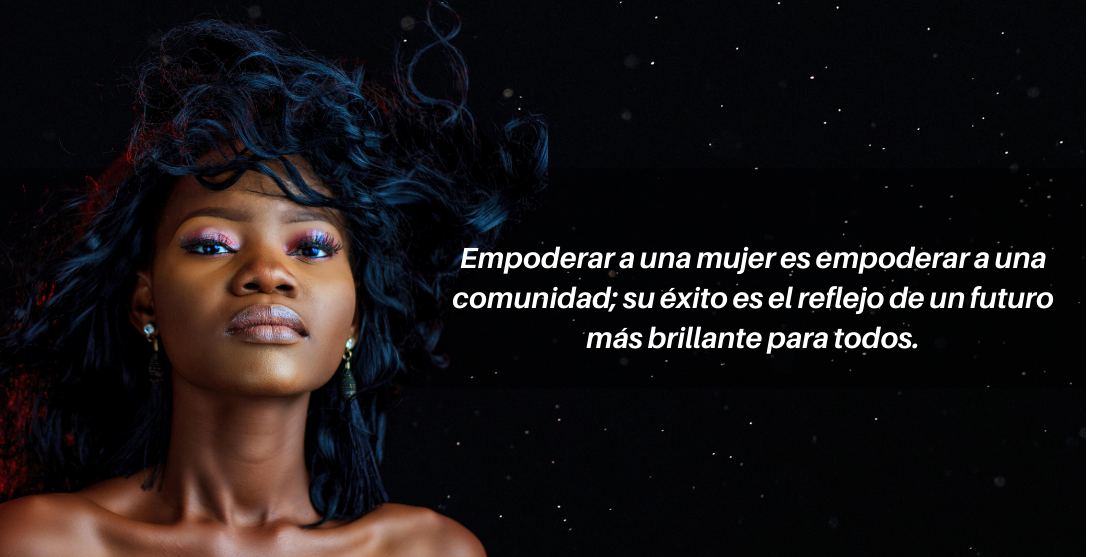 Empoderar a una mujer es empoderar a una
comunidad; su éxito es el reflejo de un futuro
más brillante para todos.